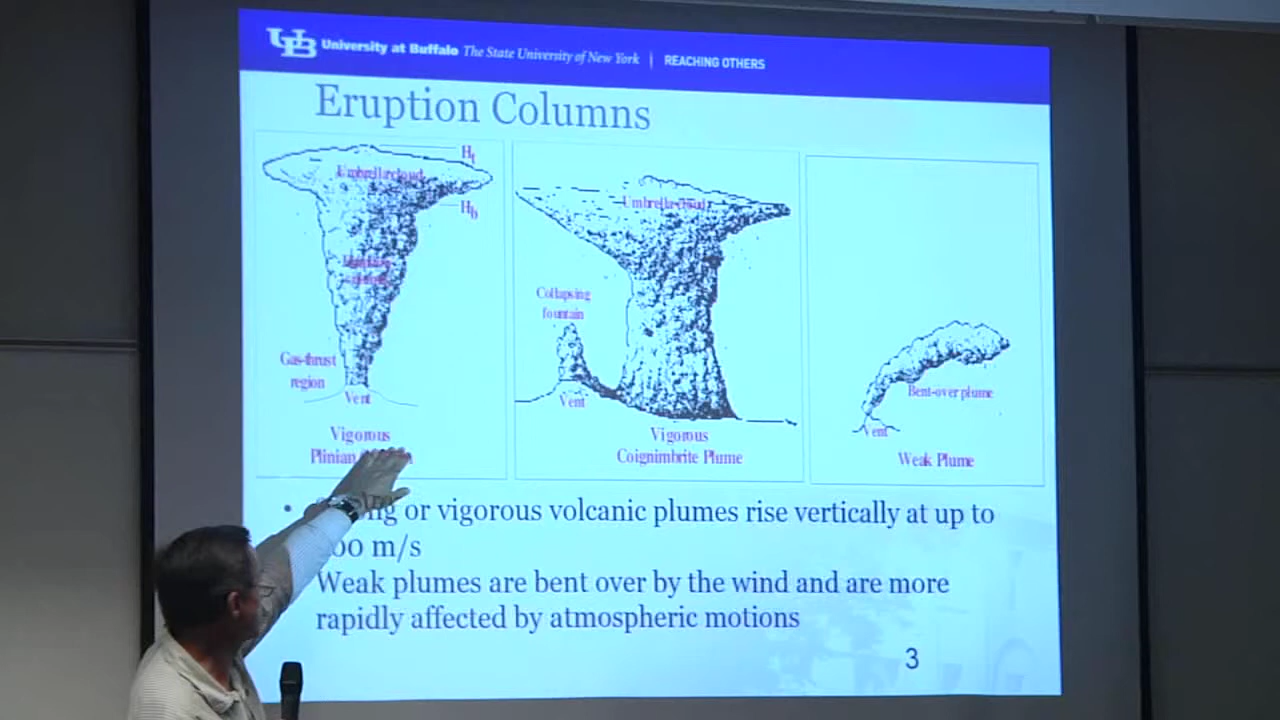 UB University at Buffalo The State University of New York | REACHING OTHERS
Eruption Columns
Ht
Umbrella cloud
Hb
Gas-thrust
region
Vent
Vigorous
Plinian
Umbrella cloud
Collapsing
fountain
Vent
Vigorous
Coignimbrite Plume
Bent-over plume
Vent
Weak Plume
• or vigorous volcanic plumes rise vertically at up to
m/s
Weak plumes are bent over by the wind and are more
rapidly affected by atmospheric motions
3